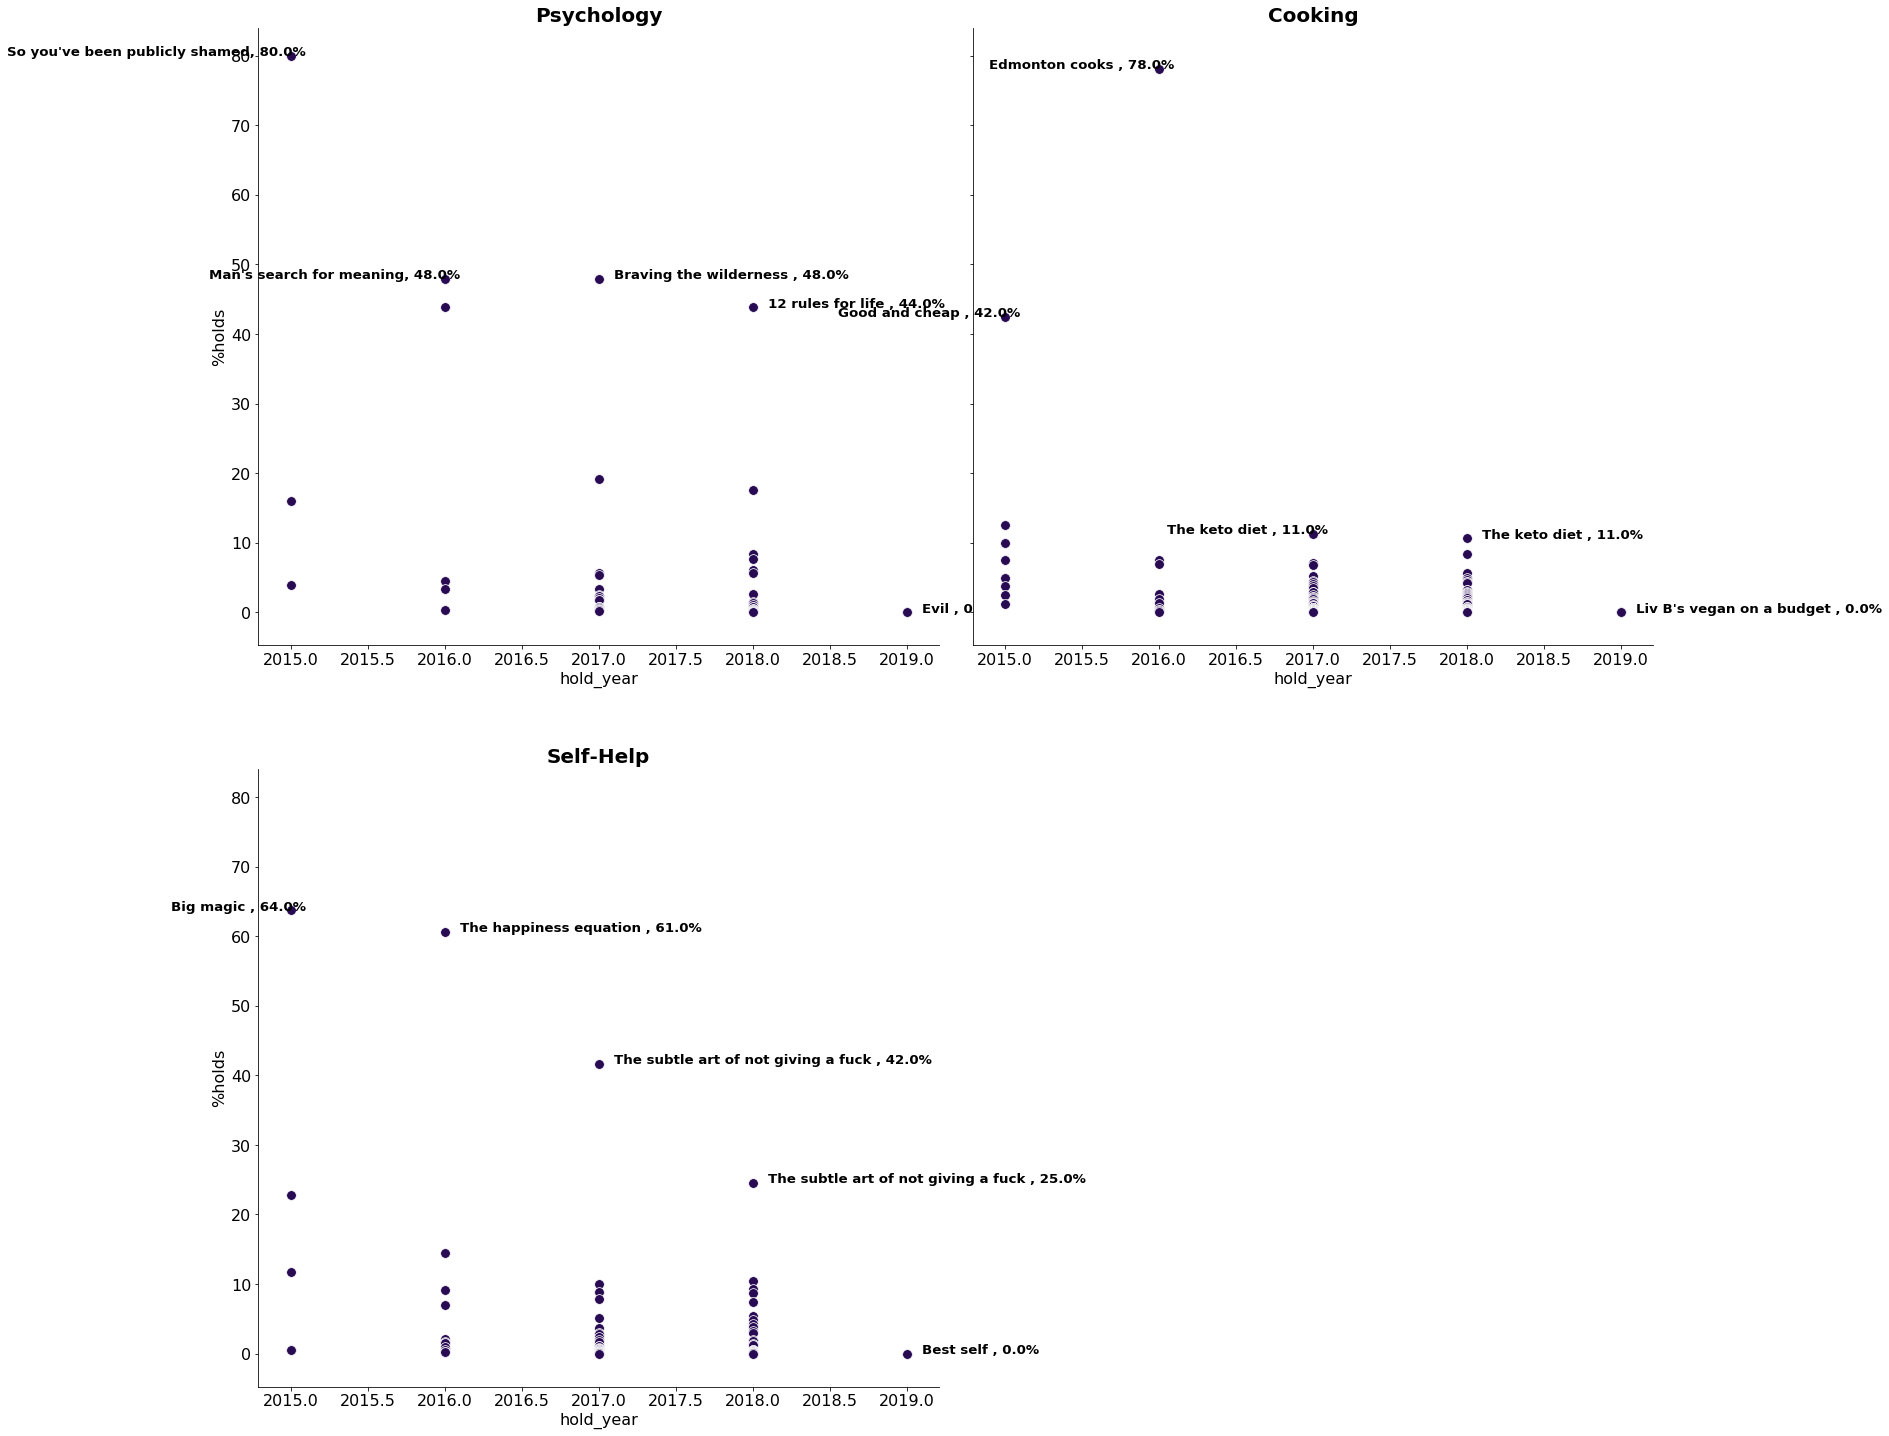 Psychology
Cooking
So you've been publicly shamed, 80.0%
Edmonton cooks , 78.0%
80
70
60
50
40
30
20
10
0
%holds
Man's search for meaning, 48.0%
Braving the wilderness , 48.0%
12 rules for life , 44.0%
Good and cheap , 42.0%
The keto diet , 11.0%
The keto diet , 11.0%
Evil , 0
Liv B's vegan on a budget , 0.0%
2015.0 2015.5 2016.0 2016.5 2017.0 2017.5 2018.0 2018.5 2019.0
hold_year
2015.0 2015.5 2016.0 2016.5 2017.0 2017.5 2018.0 2018.5 2019.0
hold_year
Self-Help
80
70
60
50
40
30
20
10
0
%holds
Big magic , 64.0%
The happiness equation , 61.0%
The subtle art of not giving a fuck , 42.0%
The subtle art of not giving a fuck , 25.0%
Best self , 0.0%
2015.0 2015.5 2016.0 2016.5 2017.0 2017.5 2018.0 2018.5 2019.0
hold_year